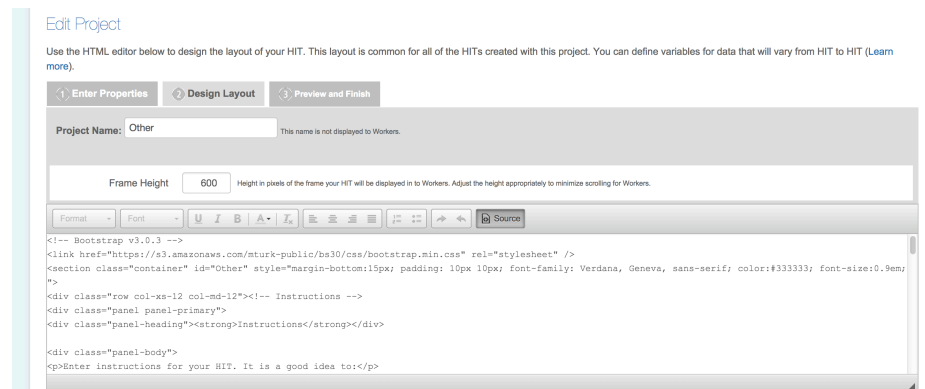 Edit Project
Use the HTML editor below to design the layout of your HIT. This layout is common for all of the HITs created with this project. You can define variables for data that will vary from HIT to HIT (Learn
more).
1 Enter Properties 2 Design Layout 3 Preview and Finish
Project Name: Other This name is not displayed to Workers.
Frame Height 600 Height in pixels of the frame your HIT will be displayed in to Workers. Adjust the height appropriately to minimize scrolling for Workers.
Format Font U I B A Ix Source
<!-- Bootstrap v3.0.3 -->
<link href="https://s3.amazonaws.com/mturk-public/bs30/css/bootstrap.min.css" rel="stylesheet" />
<section class="container" id="Other" style="margin-bottom:15px; padding: 10px 10px; font-family: Verdana, Geneva, sans-serif; color:#333333; font-size:0.9em;
">
<div class="row col-xs-12 col-md-12"><!-- Instructions -->
<div class="panel panel-primary">
<div class="panel-heading"><strong>Instructions</strong></div>
<div class="panel-body">
<p>Enter instructions for your HIT. It is a good idea to:</p>